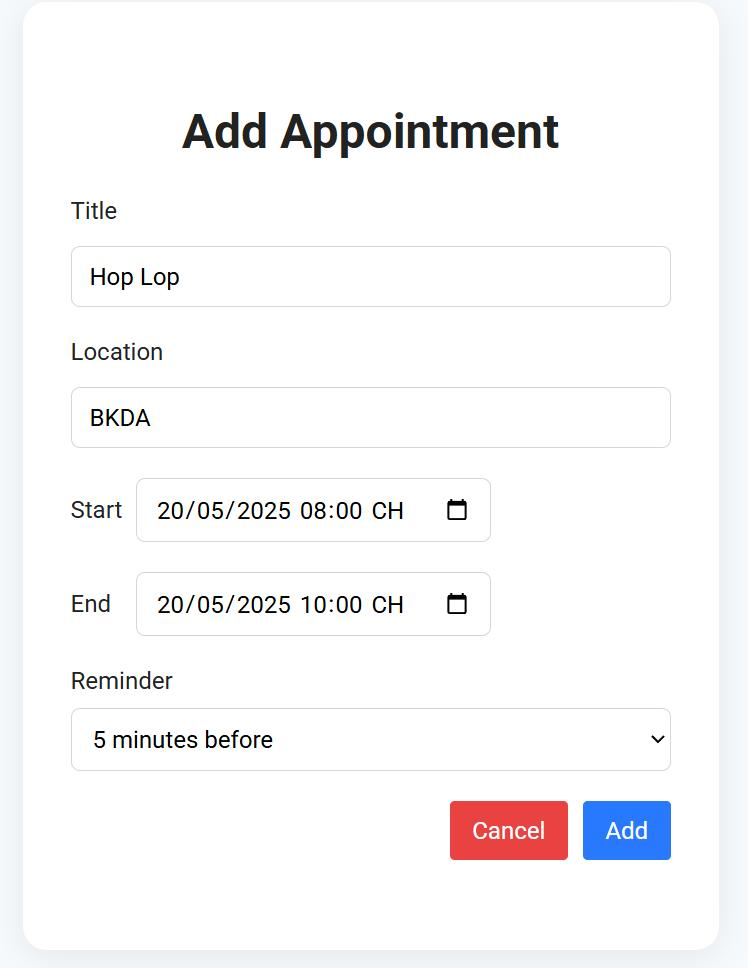 Add Appointment
Title
Hop Lop
Location
BKDA
Start 20/05/2025 08:00 CH
End 20/05/2025 10:00 CH
Reminder
5 minutes before
Cancel Add